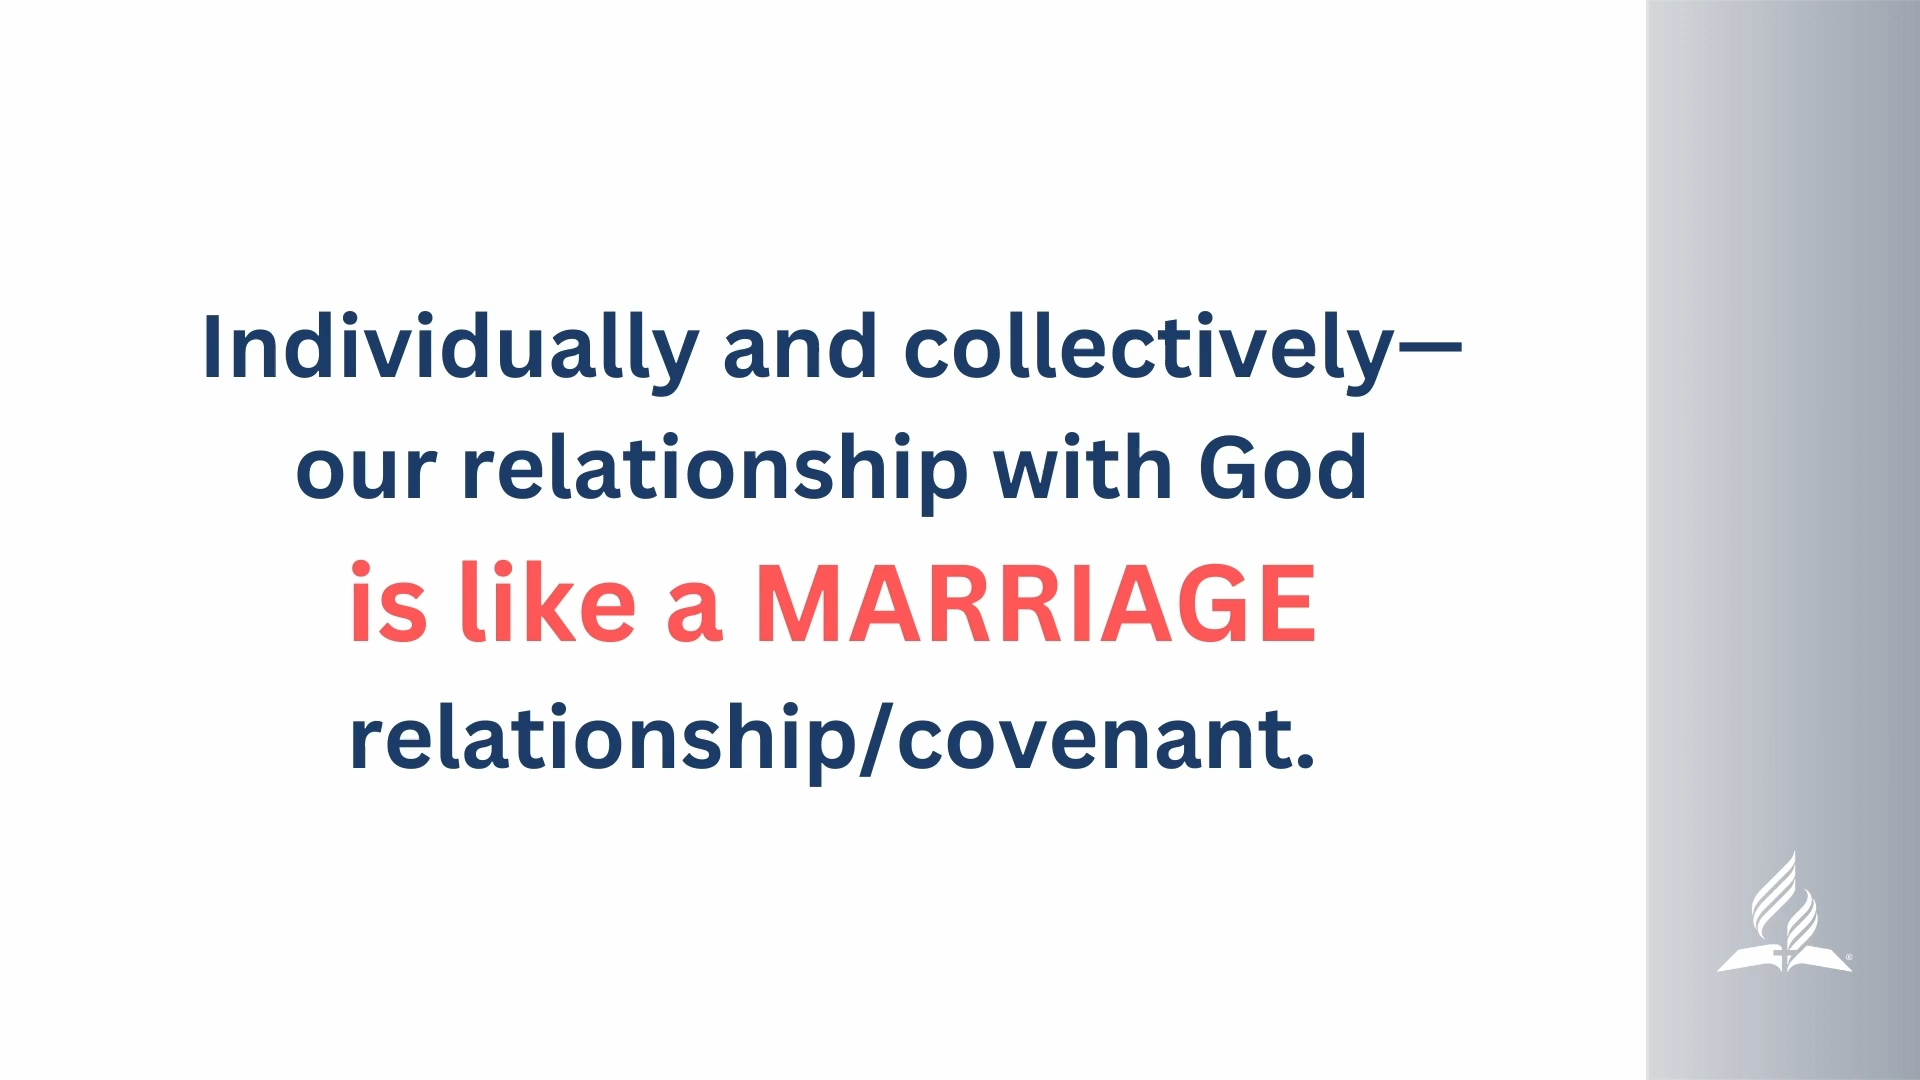 Individually and collectively—
our relationship with God
is like a MARRIAGE
relationship/covenant.
®